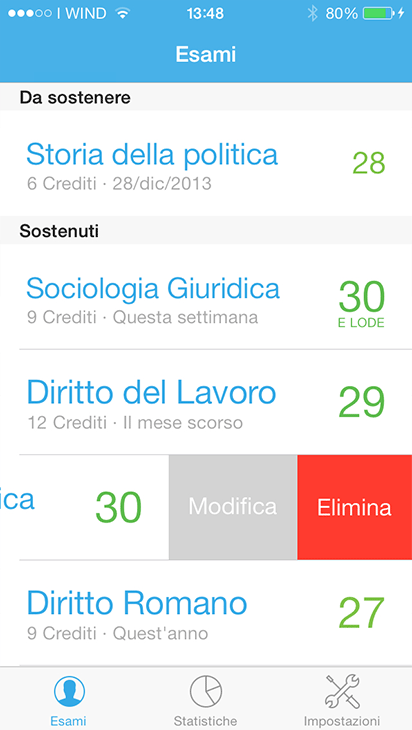 I WIND 13:48 80%
Esami
Da sostenere
Storia della politica 28
6 Crediti · 28/dic/2013
Sostenuti
Sociologia Giuridica 30
9 Crediti · Questa settimana E LODE
Diritto del Lavoro 29
12 Crediti · Il mese scorso
ica 30 Modifica Elimina
Diritto Romano 27
9 Crediti · Quest'anno
Esami Statistiche Impostazioni